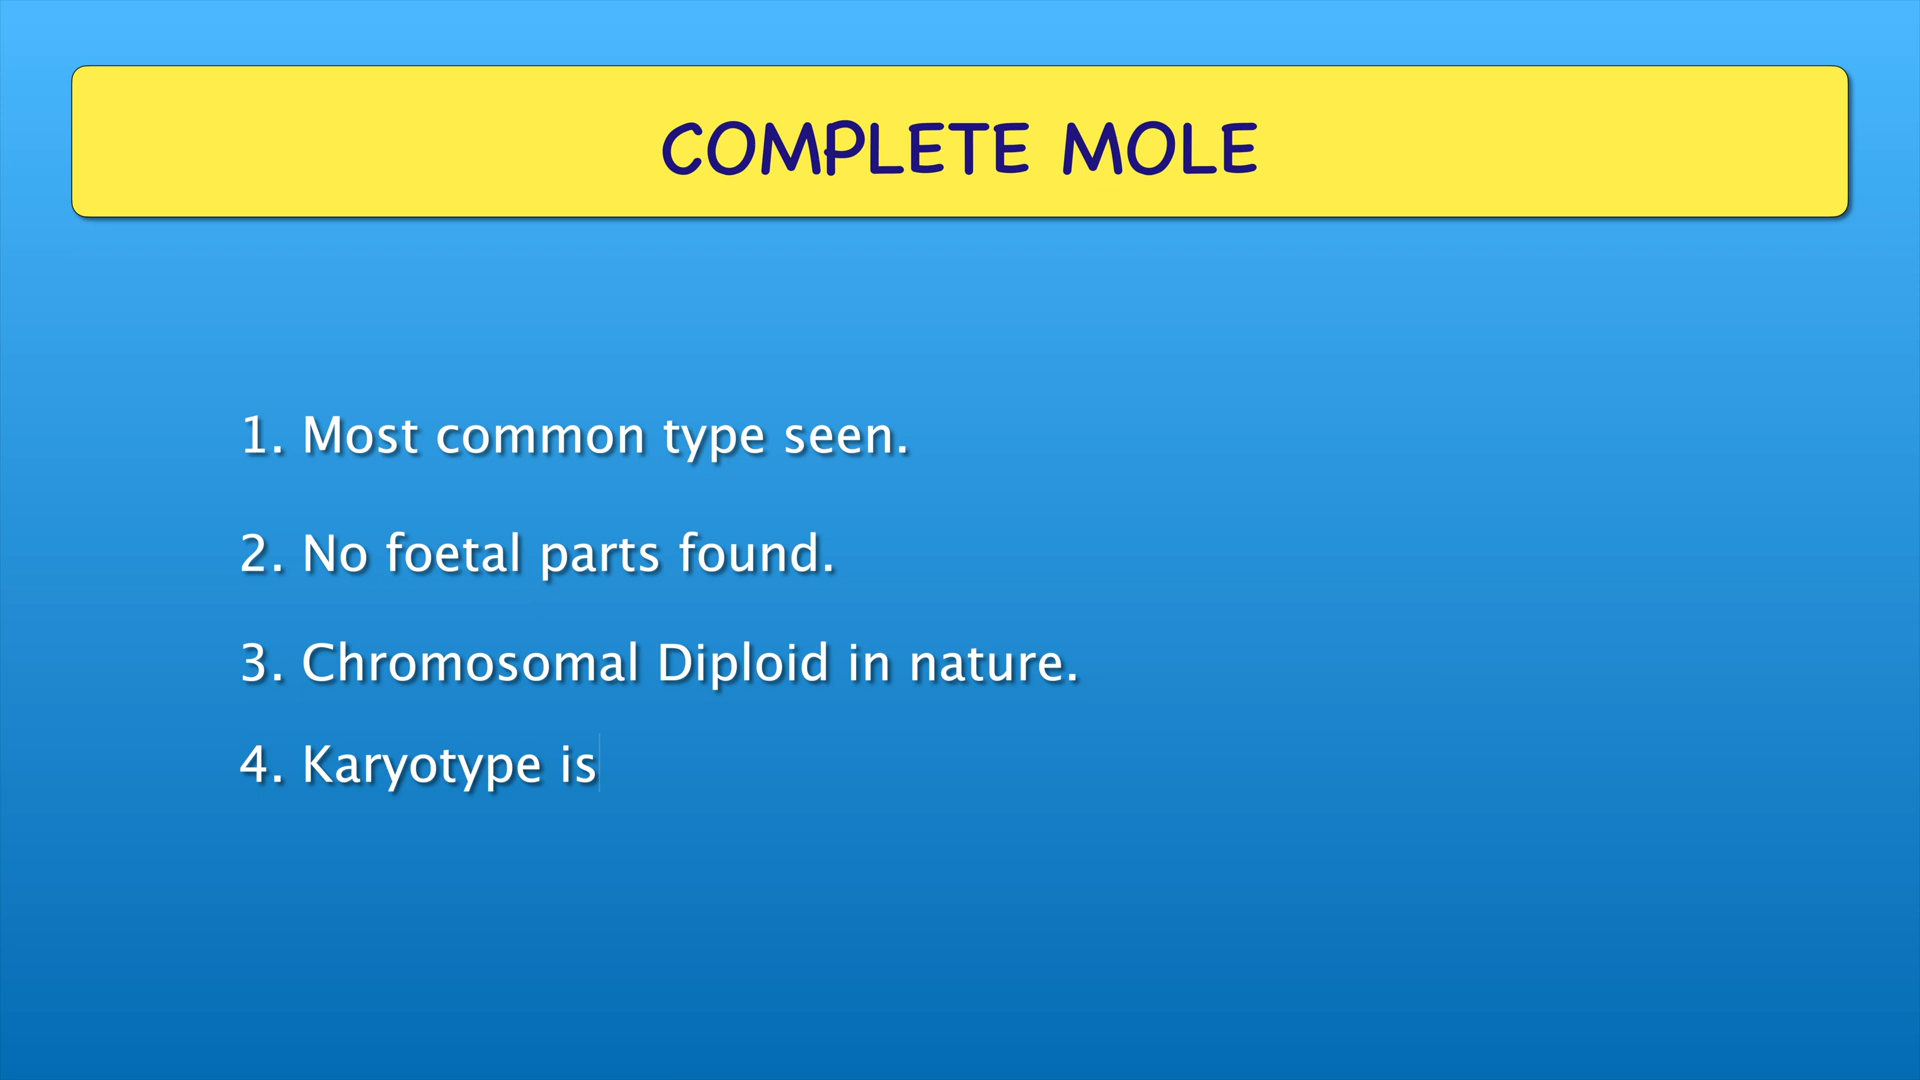 COMPLETE MOLE
1. Most common type seen.
2. No foetal parts found.
3. Chromosomal Diploid in nature.
4. Karyotype is